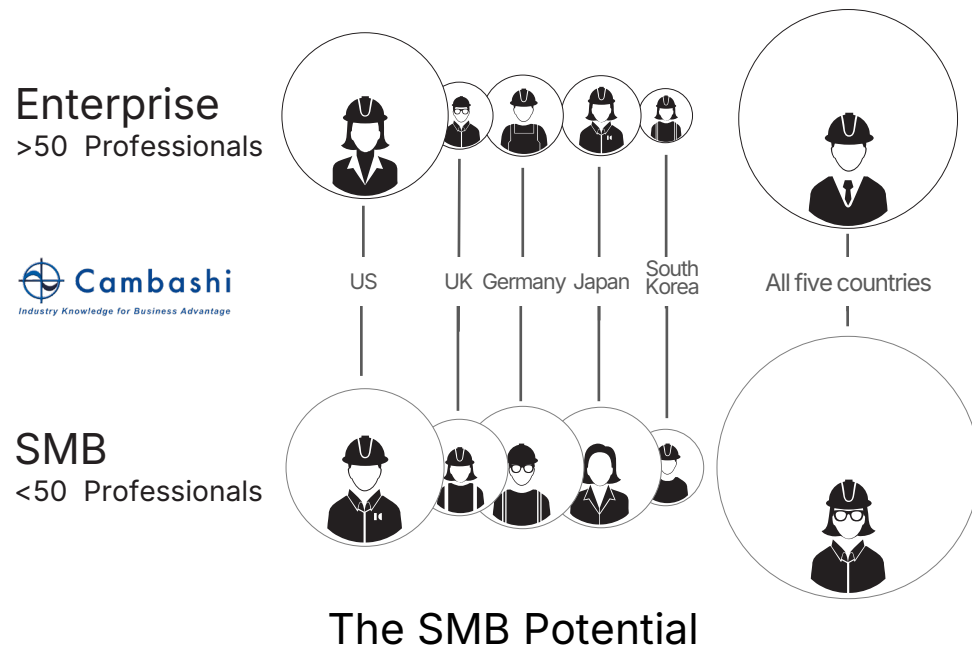 Enterprise
>50 Professionals
Cambashi
Industry Knowledge for Business Advantage
US
UK
Germany
Japan
South
Korea
All five countries
SMB
<50 Professionals
The SMB Potential